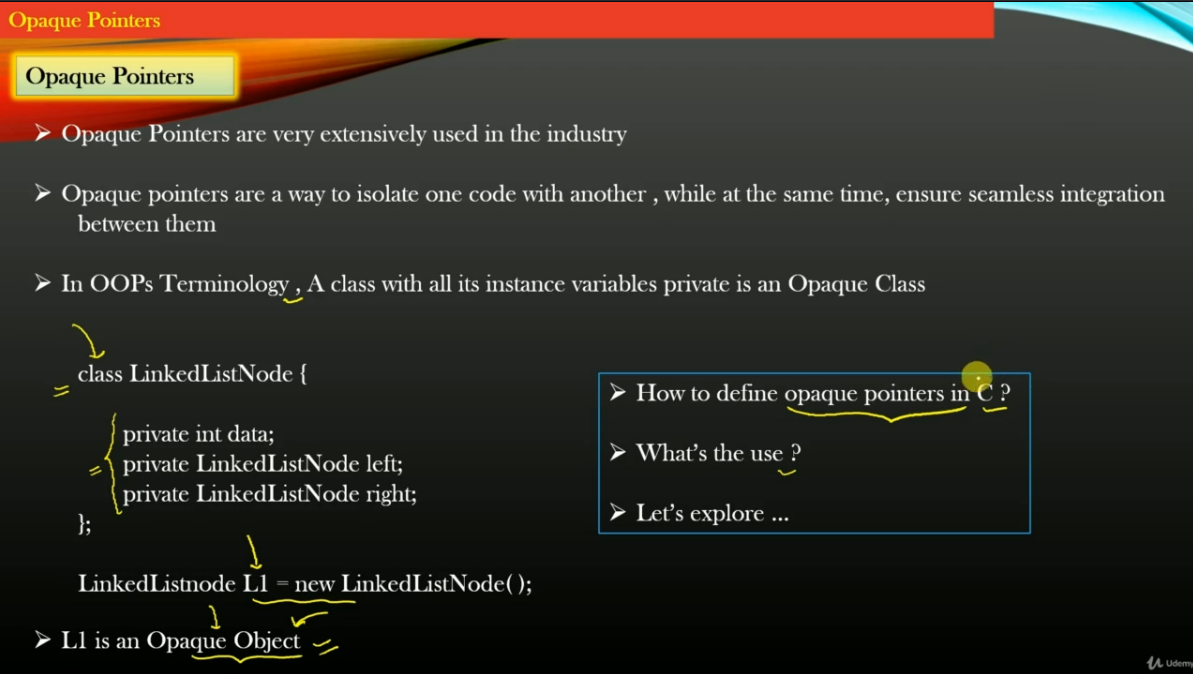 Opaque Pointers
Opaque Pointers
➤ Opaque Pointers are very extensively used in the industry
➤ Opaque pointers are a way to isolate one code with another , while at the same time, ensure seamless integration
between them
➤ In OOPs Terminology , A class with all its instance variables private is an Opaque Class
class LinkedListNode {
private int data;
private LinkedListNode left;
private LinkedListNode right;
};
LinkedListnode L1 = new LinkedListNode( );
➤ L1 is an Opaque Object
➤ How to define opaque pointers in C ?
➤ What's the use ?
➤ Let's explore ...
Udemy